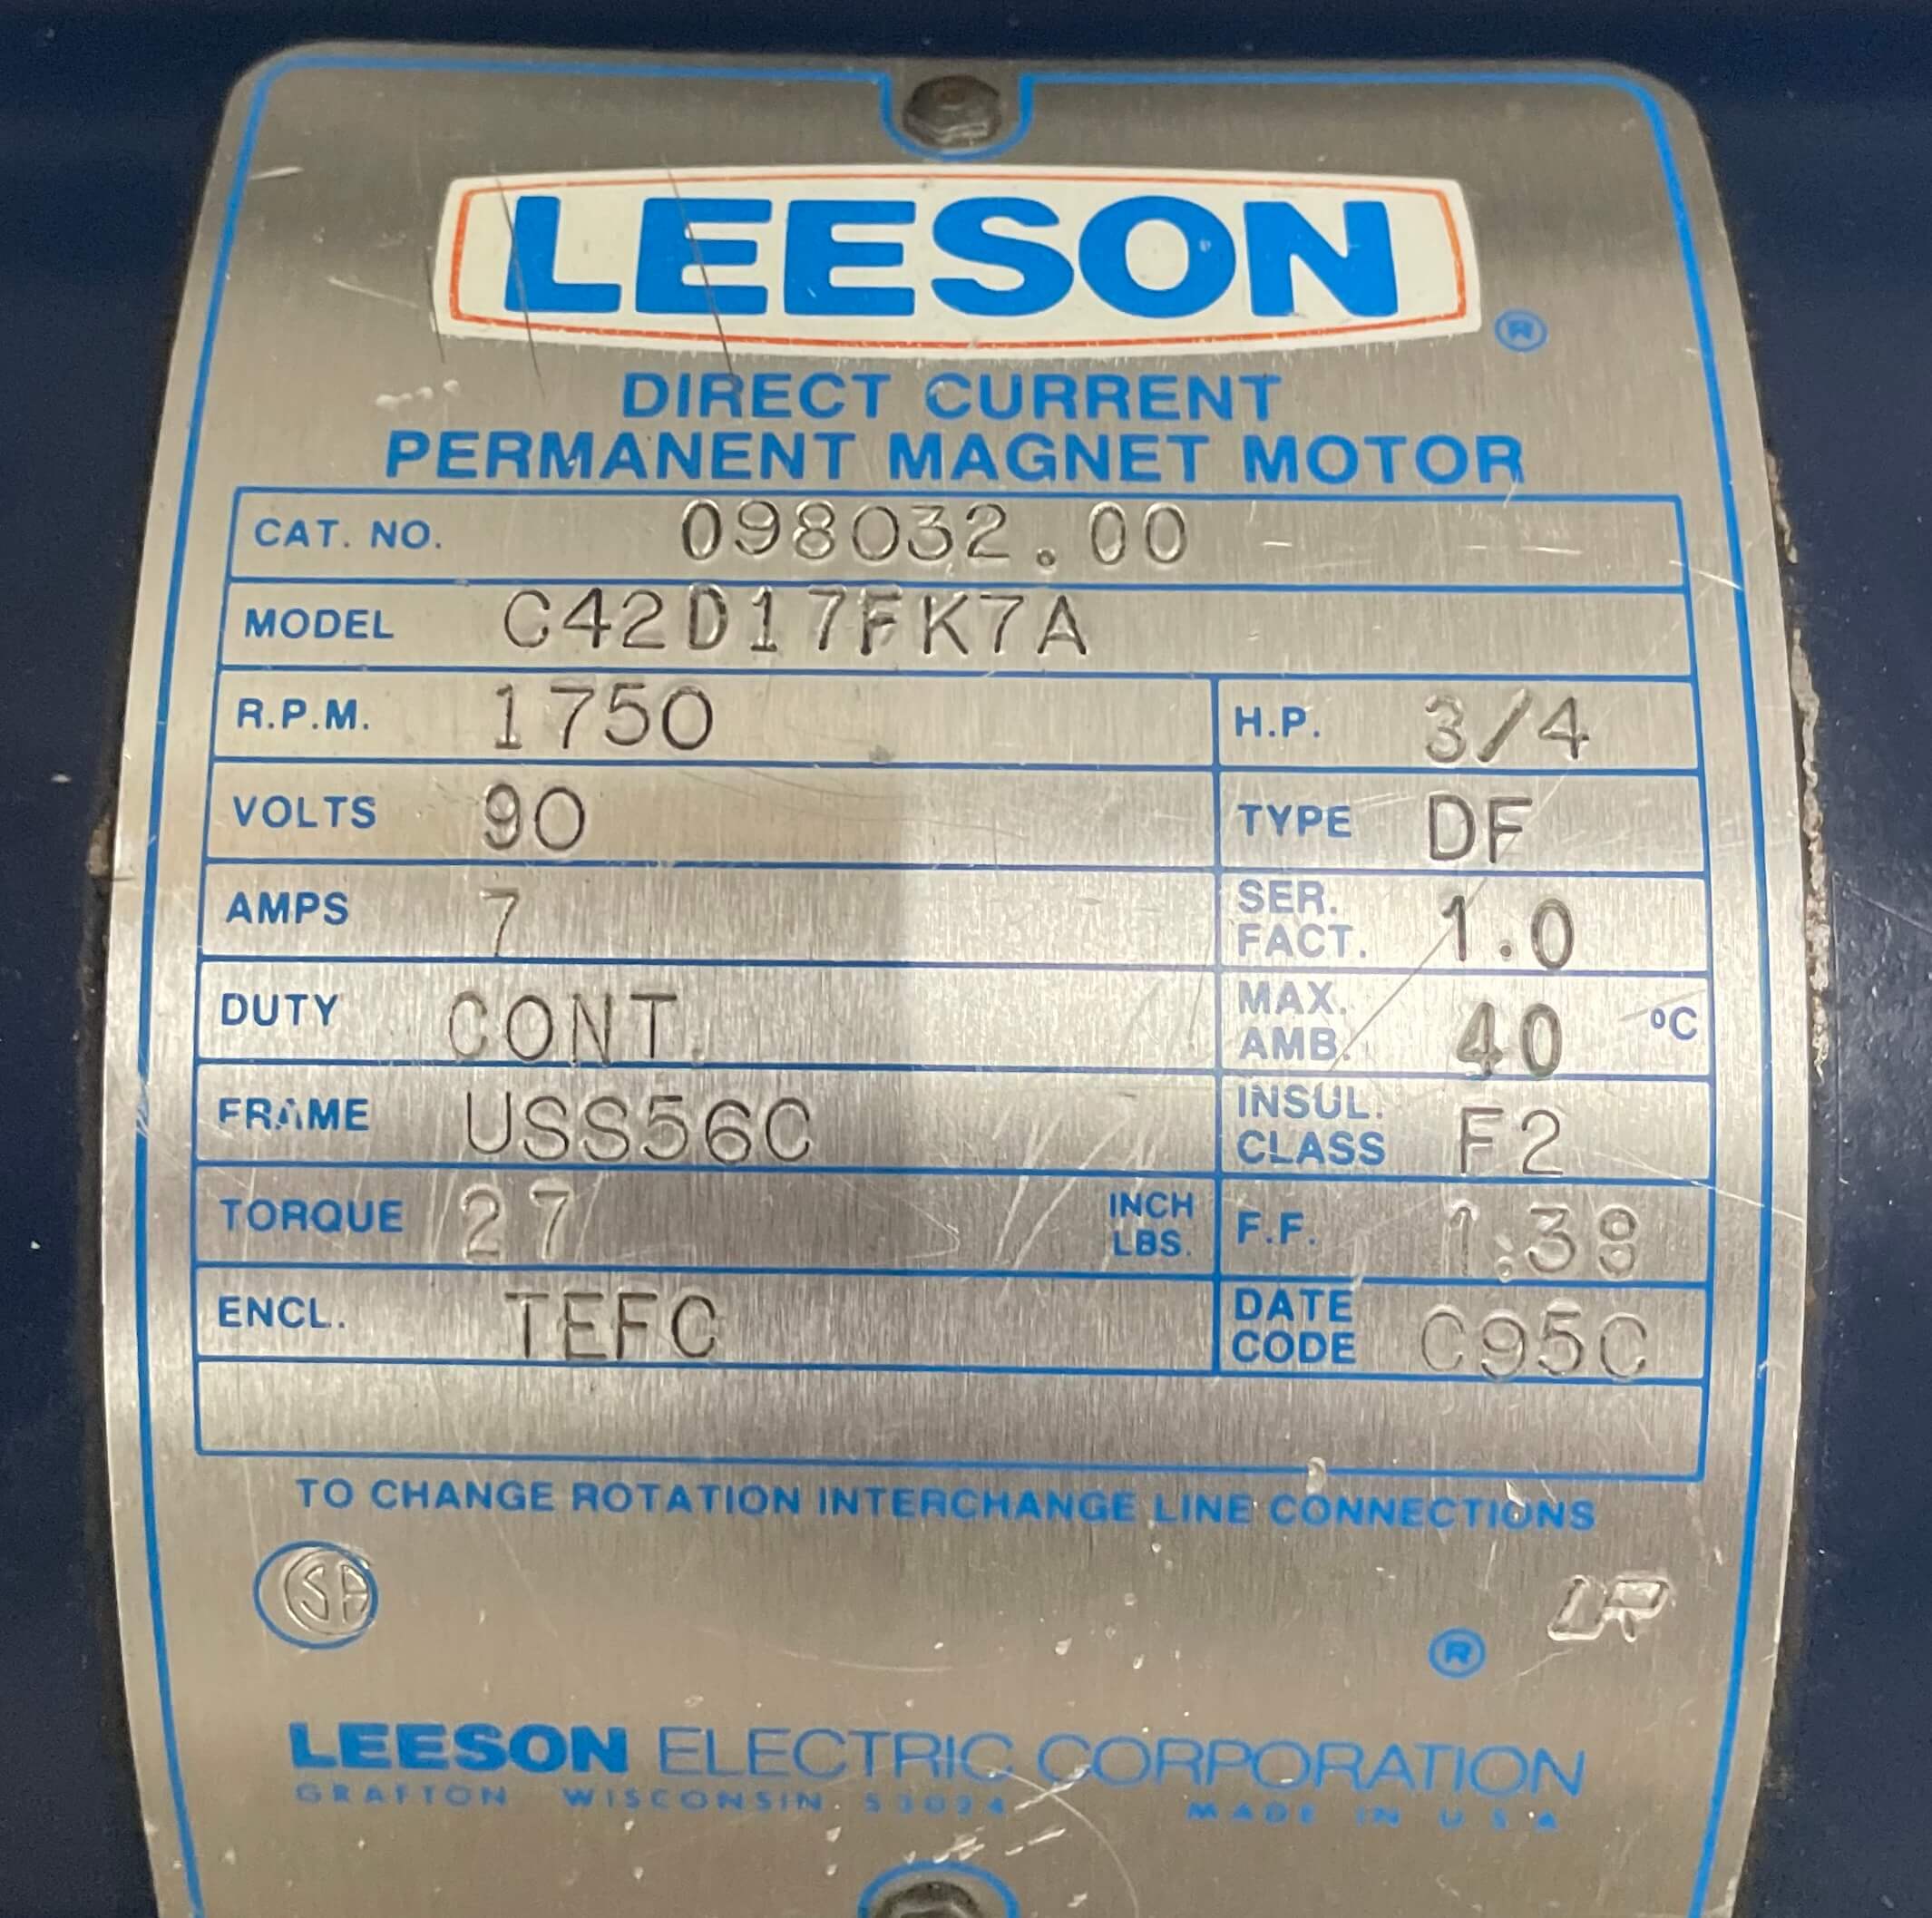 LEESON ®
DIRECT CURRENT
PERMANENT MAGNET MOTOR
CAT. NO. 098032.00
MODEL C42D17FK7A
R.P.M. 1750 H.P. 3/4
VOLTS 90 TYPE DF
AMPS 7 SER. FACT. 1.0
DUTY CONT. MAX. AMB. 40 °C
FRAME USS56C INSUL. CLASS F2
TORQUE 27 INCH LBS. F.F. 1.38
ENCL. TEFC DATE CODE C95C
TO CHANGE ROTATION INTERCHANGE LINE CONNECTIONS
SA LR
®
LEESON ELECTRIC CORPORATION
GRAFTON WISCONSIN. 53024 MADE IN U.S.A